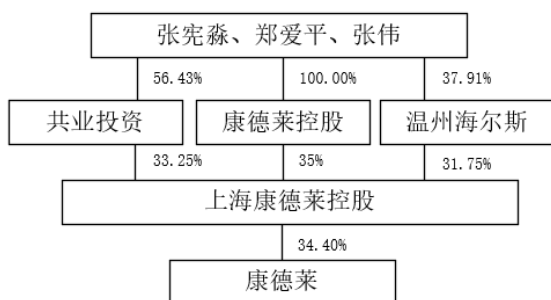 张宪淼、郑爱平、张伟
56.43%
100.00%
37.91%
共业投资
康德莱控股
温州海尔斯
33.25%
35%
31.75%
上海康德莱控股
34.40%
康德莱